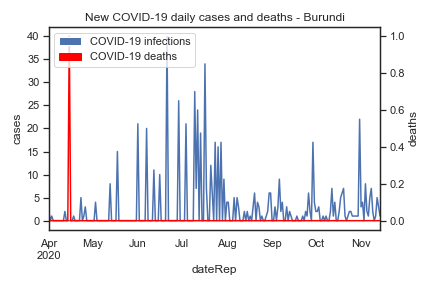 New COVID-19 daily cases and deaths - Burundi
COVID-19 infections
COVID-19 deaths
cases
40
35
30
25
20
15
10
5
0
deaths
1.0
0.8
0.6
0.4
0.2
0.0
Apr May Jun Jul Aug Sep Oct Nov
2020
dateRep